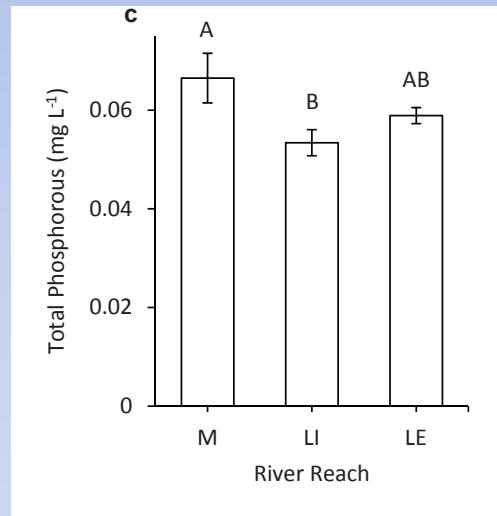 c
A
B
AB
Total Phosphorous (mg L⁻¹)
0.06
0.04
0.02
0
M LI LE
River Reach